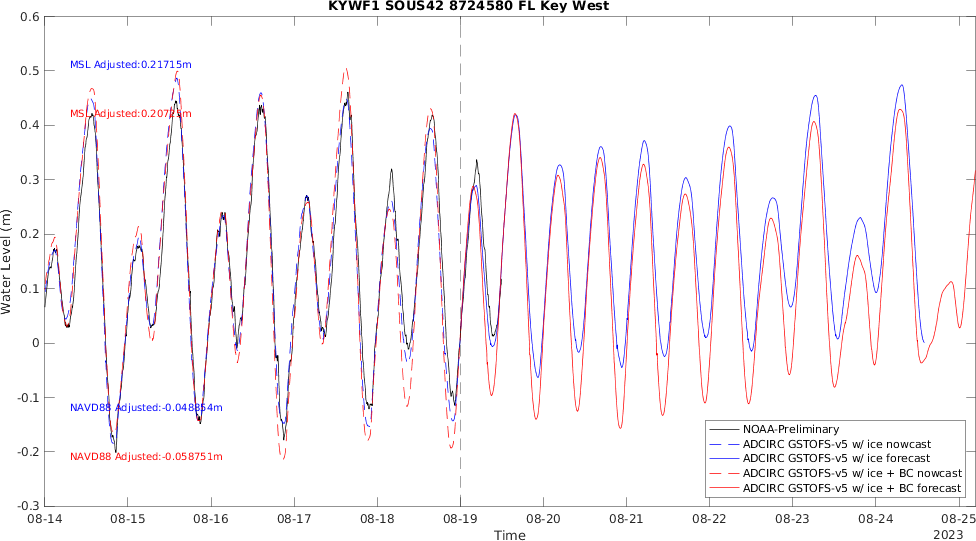 KYWF1 SOUS42 8724580 FL Key West
Water Level (m)
0.6
0.5
0.4
0.3
0.2
0.1
0
-0.1
-0.2
-0.3
MSL Adjusted:0.21715m
NAVD88 Adjusted:-0.048854m
NAVD88 Adjusted:-0.058751m
NOAA-Preliminary
ADCIRC GSTOFS-v5 w/ ice nowcast
ADCIRC GSTOFS-v5 w/ ice forecast
ADCIRC GSTOFS-v5 w/ ice + BC nowcast
ADCIRC GSTOFS-v5 w/ ice + BC forecast
08-14 08-15 08-16 08-17 08-18 08-19 08-20 08-21 08-22 08-23 08-24 08-25
Time
2023